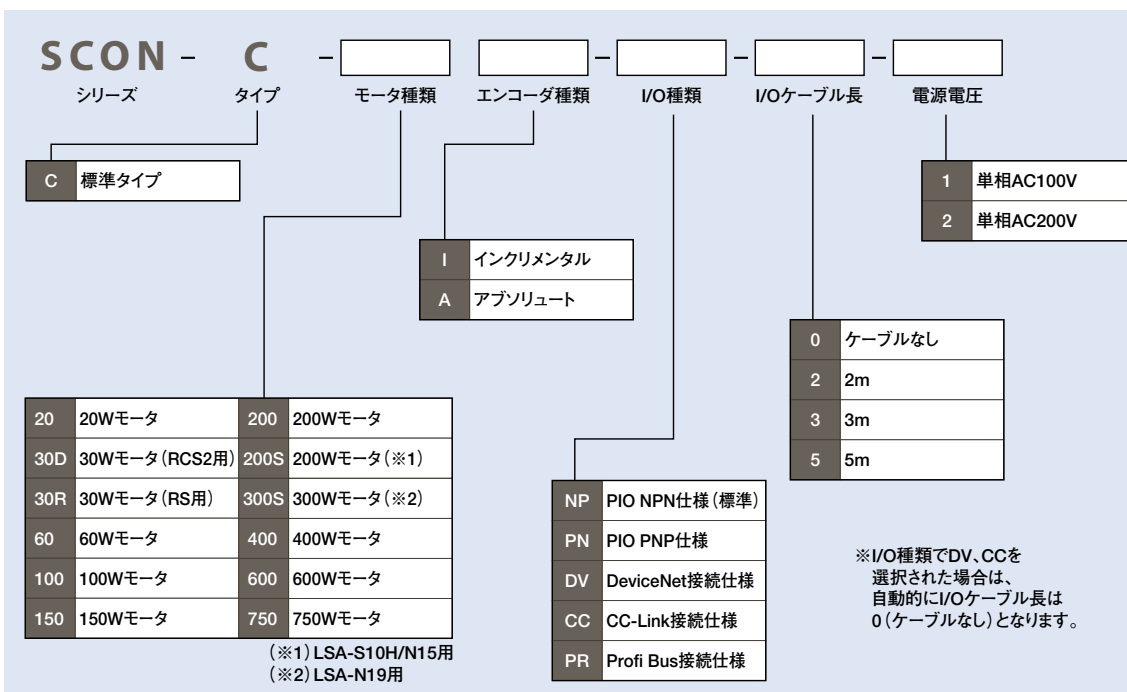 SCON - C - - - -
シリーズ タイプ モータ種類 エンコーダ種類 I/O種類 I/Oケーブル長 電源電圧
C 標準タイプ
20 20Wモータ 200 200Wモータ
30D 30Wモータ(RCS2用) 200S 200Wモータ(※1)
30R 30Wモータ(RS用) 300S 300Wモータ(※2)
60 60Wモータ 400 400Wモータ
100 100Wモータ 600 600Wモータ
150 150Wモータ 750 750Wモータ
(※1)LSA-S10H/N15用
(※2)LSA-N19用
I インクリメンタル
A アブソリュート
NP PIO NPN仕様(標準)
PN PIO PNP仕様
DV DeviceNet接続仕様
CC CC-Link接続仕様
PR Profi Bus接続仕様
0 ケーブルなし
2 2m
3 3m
5 5m
※I/O種類でDV、CCを
選択された場合は、
自動的にI/Oケーブル長は
0(ケーブルなし)となります。
1 単相AC100V
2 単相AC200V